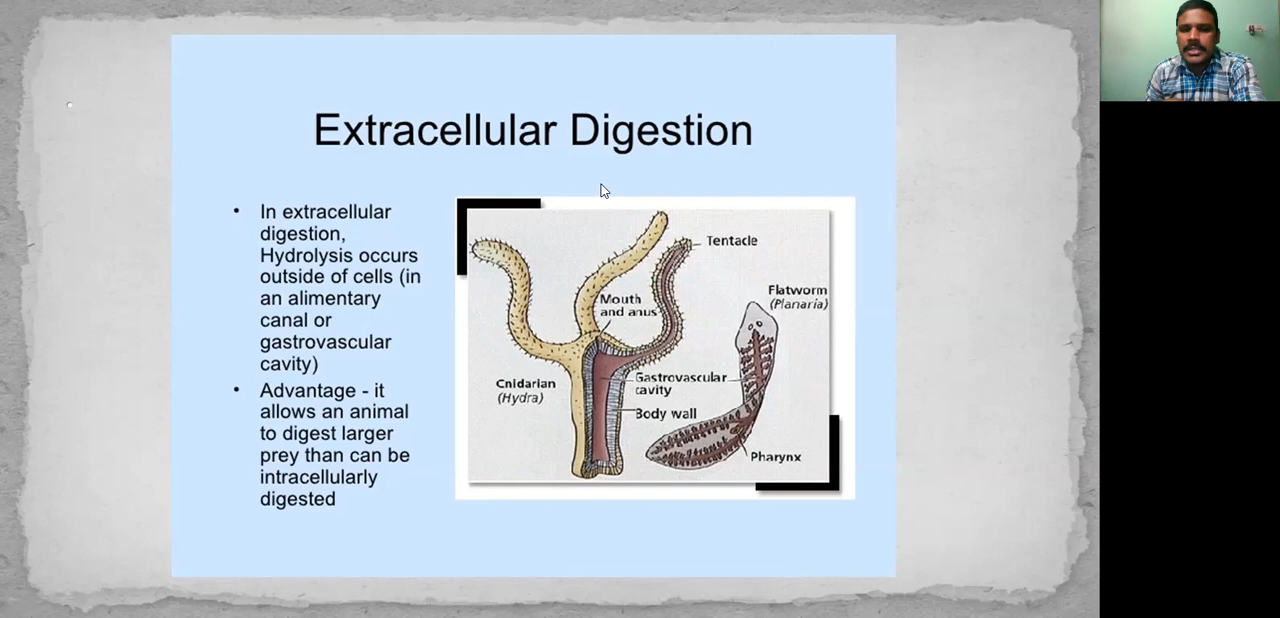 Extracellular Digestion
• In extracellular
digestion,
Hydrolysis occurs
outside of cells (in
an alimentary
canal or
gastrovascular
cavity)
• Advantage - it
allows an animal
to digest larger
prey than can be
intracellularly
digested
Tentacle
Flatworm
(Planaria)
Mouth
and anus
Cnidarian
(Hydra)
Gastrovascular
cavity
Body wall
Pharynx